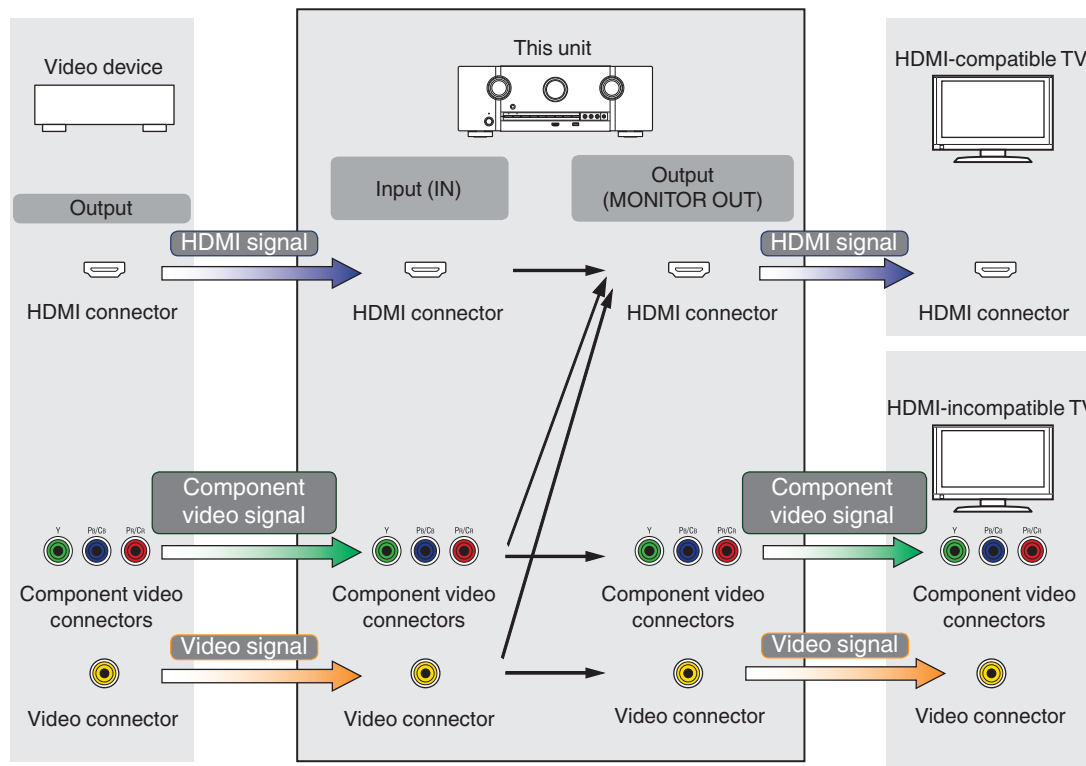 Video device
This unit
HDMI-compatible TV
Input (IN)
Output
(MONITOR OUT)
Output
HDMI signal
HDMI signal
HDMI connector
HDMI connector
HDMI connector
HDMI connector
HDMI-incompatible TV
Component
video signal
Component
video signal
Y PB/CB PR/CR
Y PB/CB PR/CR
Y PB/CB PR/CR
Y PB/CB PR/CR
Component video
connectors
Component video
connectors
Component video
connectors
Component video
connectors
Video signal
Video signal
Video connector
Video connector
Video connector
Video connector